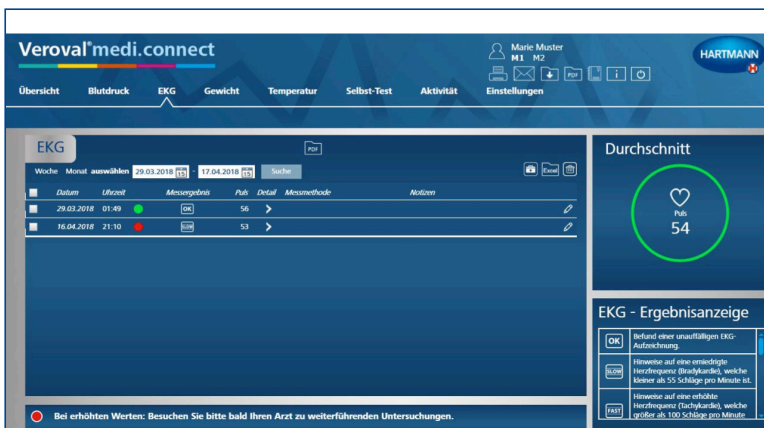 Veroval®medi.connect
Marie Muster
M1 M2
HARTMANN
PDF
Übersicht Blutdruck EKG Gewicht Temperatur Selbst-Test Aktivität Einstellungen
EKG
PDF
Woche Monat auswählen 29.03.2018 15 - 17.04.2018 15 Suche
Excel
Datum Uhrzeit Messergebnis Puls Detail Messmethode Notizen
29.03.2018 01:49 OK 56
16.04.2018 21:10 SLOW 53
Bei erhöhten Werten: Besuchen Sie bitte bald Ihren Arzt zu weiterführenden Untersuchungen.
Durchschnitt
Puls
54
EKG - Ergebnisanzeige
OK
Befund einer unauffälligen EKG-
Aufzeichnung.
SLOW
Hinweise auf eine erniedrigte
Herzfrequenz (Bradykardie), welche
kleiner als 55 Schläge pro Minute ist.
FAST
Hinweise auf eine erhöhte
Herzfrequenz (Tachykardie), welche
größer als 100 Schläge pro Minute